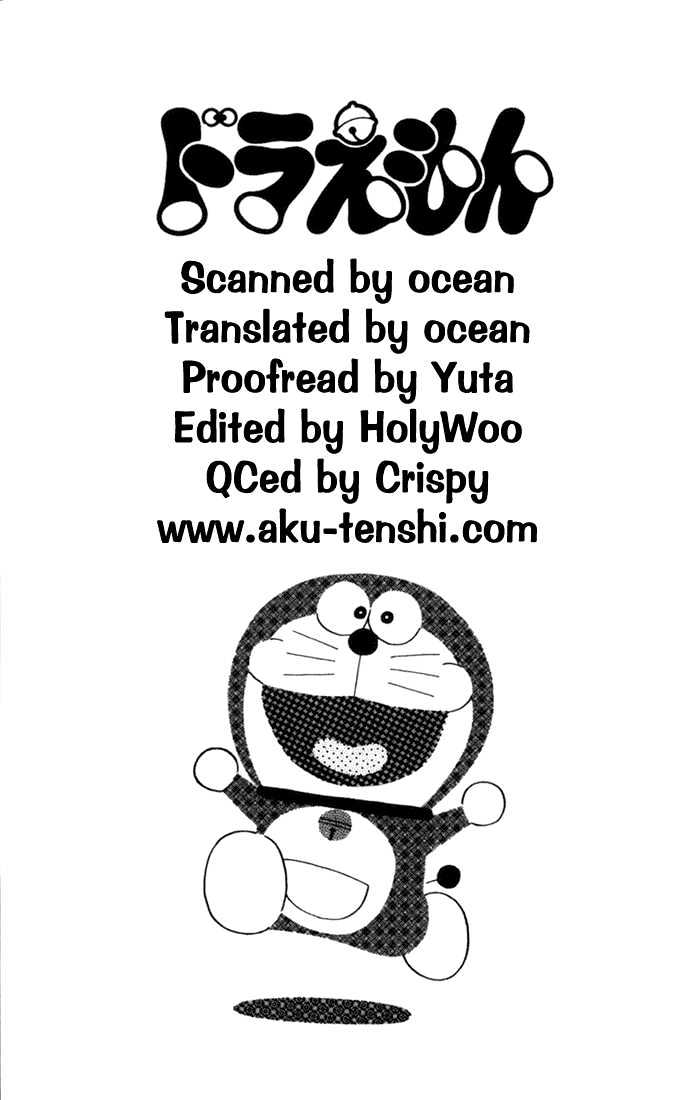 ドラえもん
Scanned by ocean
Translated by ocean
Proofread by Yuta
Edited by HolyWoo
QCed by Crispy
www.aku-tenshi.com